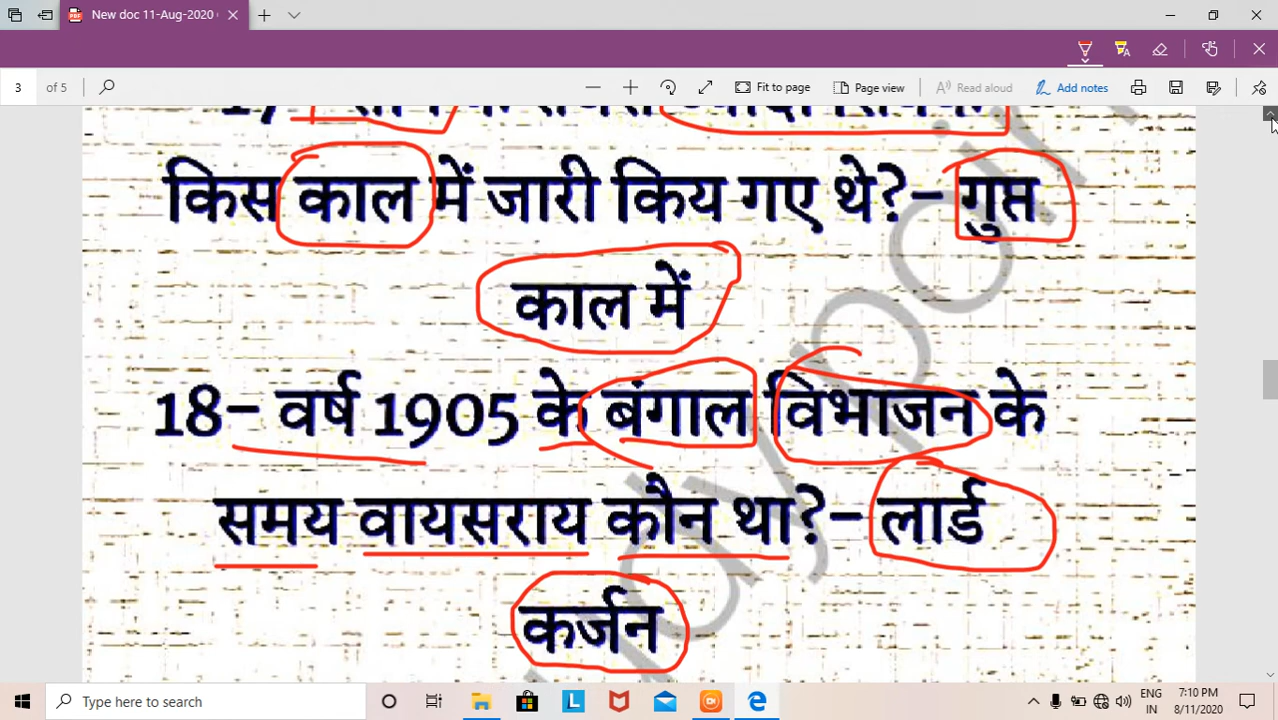 New doc 11-Aug-2020
3 of 5
Fit to page
Page view
Read aloud
Add notes
17-
किस काल में जारी किय गए थे?- गुप्त
काल में
18- वर्ष 1905 के बंगाल विभाजन के
समय वायसराय कौन था?- लार्ड
कर्जन
Type here to search
ENG
IN
7:10 PM
8/11/2020